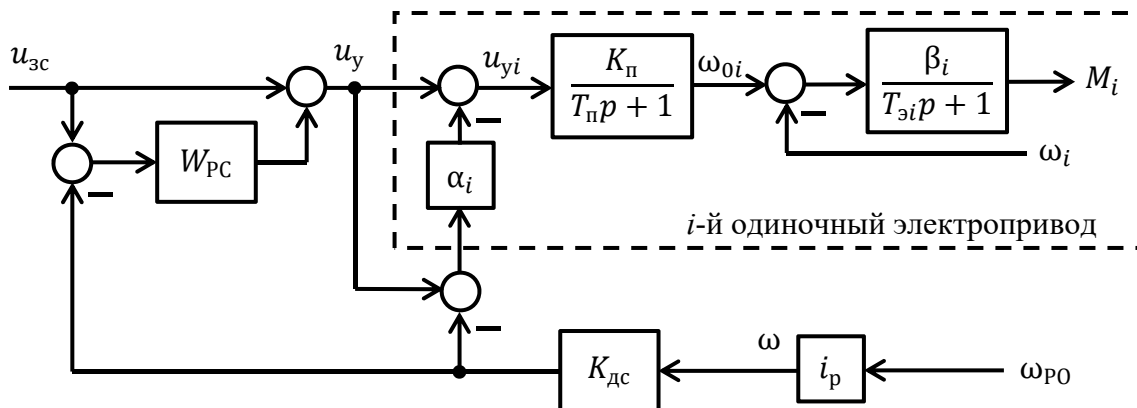 u_зс
u_у
u_уi
K_п
T_п p + 1
ω_0i
β_i
T_эi p + 1
M_i
W_РС
α_i
ω_i
i-й одиночный электропривод
K_дс
ω
i_р
ω_РО